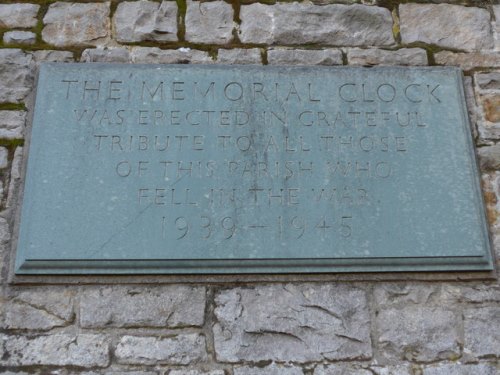 THE MEMORIAL CLOCK
WAS ERECTED IN GRATEFUL
TRIBUTE TO ALL THOSE
OF THIS PARISH WHO
FELL IN THE WAR
1939-1945